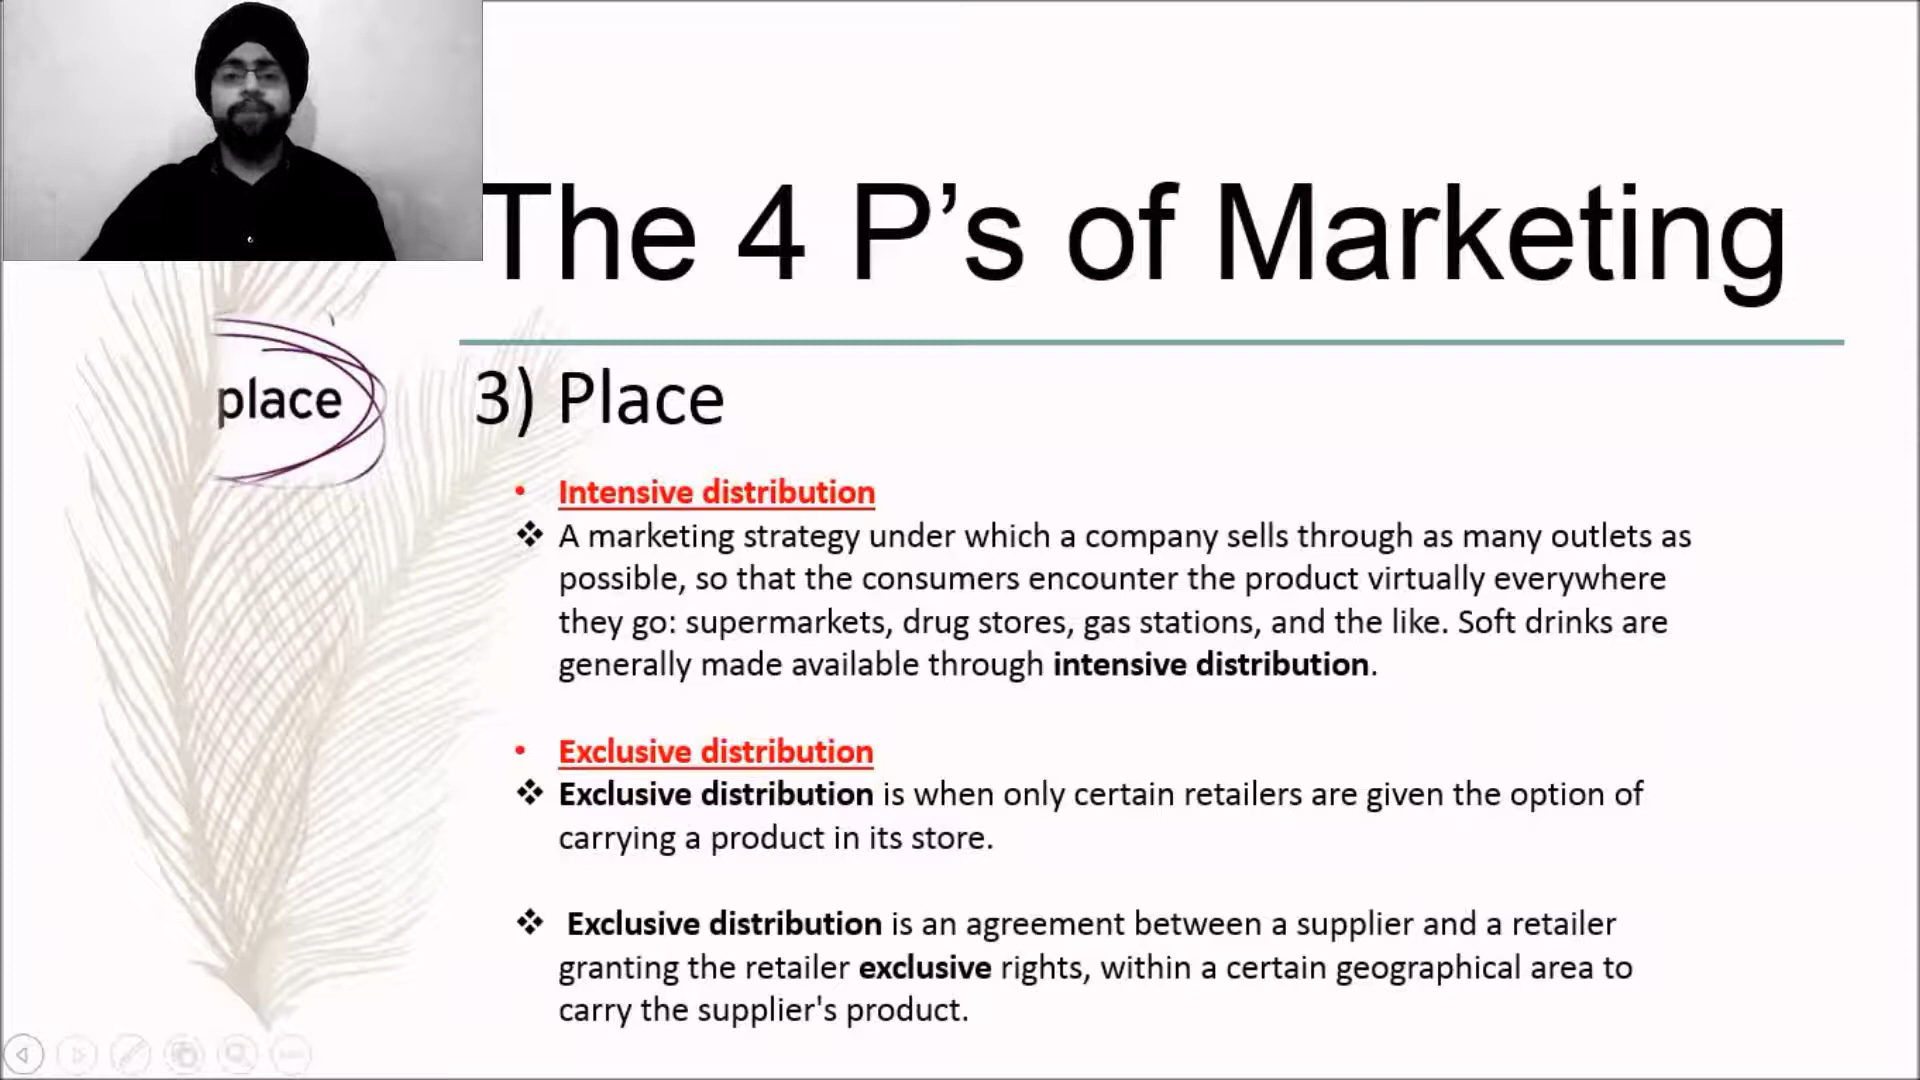 The 4 P’s of Marketing
place
3) Place
• Intensive distribution
❖ A marketing strategy under which a company sells through as many outlets as
possible, so that the consumers encounter the product virtually everywhere
they go: supermarkets, drug stores, gas stations, and the like. Soft drinks are
generally made available through intensive distribution.
• Exclusive distribution
❖ Exclusive distribution is when only certain retailers are given the option of
carrying a product in its store.
❖ Exclusive distribution is an agreement between a supplier and a retailer
granting the retailer exclusive rights, within a certain geographical area to
carry the supplier's product.